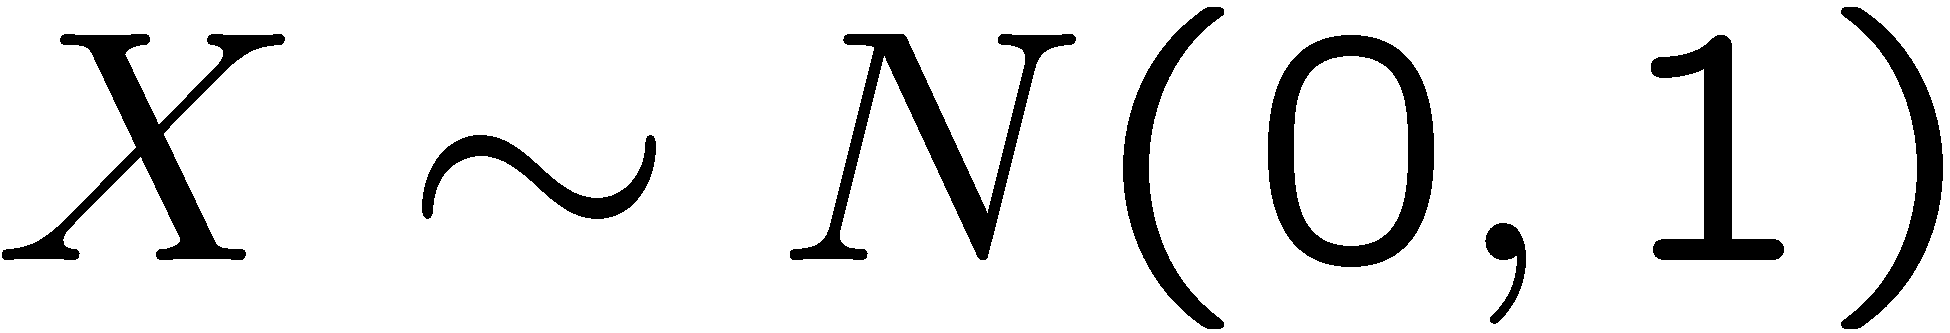 X ∼ N(0, 1)